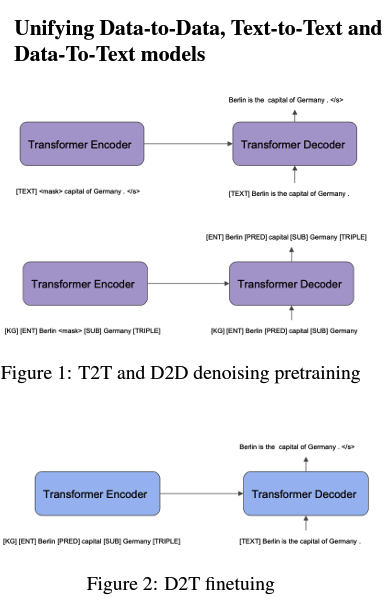 Unifying Data-to-Data, Text-to-Text and
Data-To-Text models
Berlin is the capital of Germany . </s>
Transformer Encoder
Transformer Decoder
[TEXT] <mask> capital of Germany . </s>
[TEXT] Berlin is the capital of Germany .
[ENT] Berlin [PRED] capital [SUB] Germany [TRIPLE]
Transformer Encoder
Transformer Decoder
[KG] [ENT] Berlin <mask> [SUB] Germany [TRIPLE]
[KG] [ENT] Berlin [PRED] capital [SUB] Germany
Figure 1: T2T and D2D denoising pretraining
Berlin is the capital of Germany . </s>
Transformer Encoder
Transformer Decoder
[KG] [ENT] Berlin [PRED] capital [SUB] Germany [TRIPLE]
[TEXT] Berlin is the capital of Germany .
Figure 2: D2T finetuing